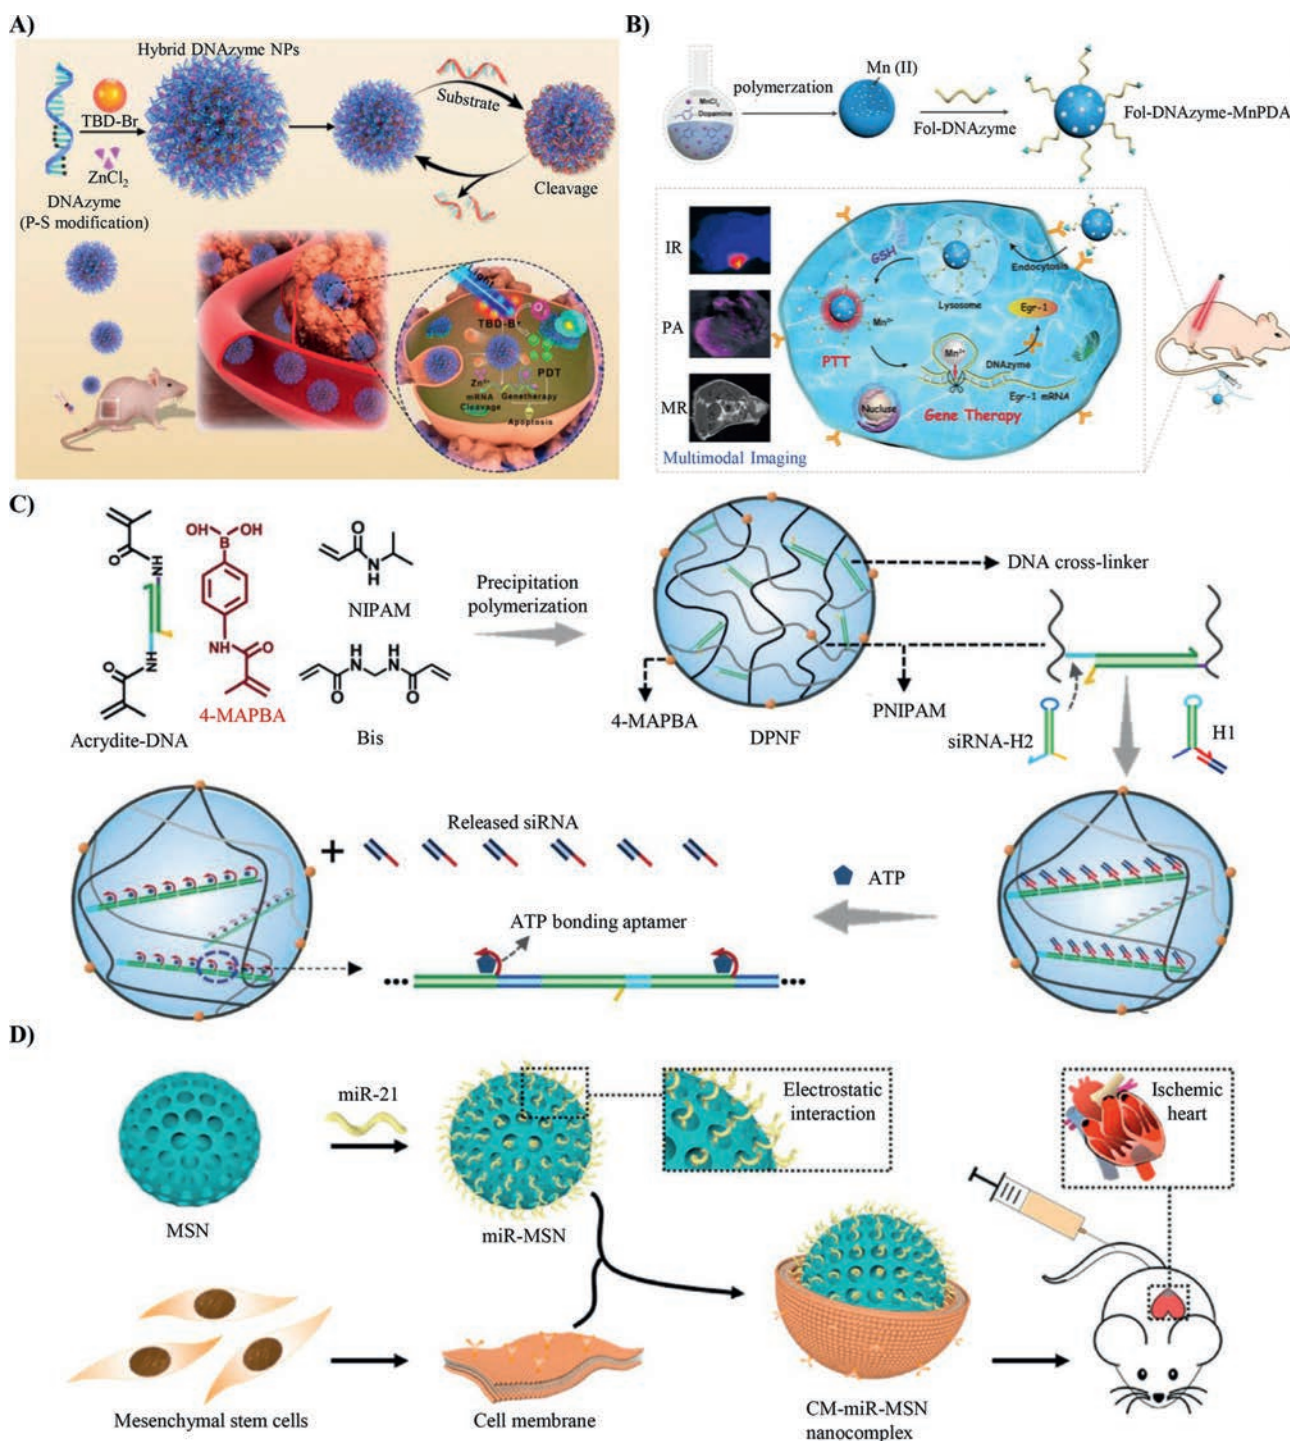 A)
Hybrid DNAzyme NPs
TBD-Br
ZnCl2
DNAzyme
(P-S modification)
Substrate
Cleavage
Light
TBD-Br
O2
PDT
Zn2+
mRNA
Cleavage
Genetherapy
Apoptosis
B)
MnCl2
Dopamine
polymerzation
Mn (II)
Fol-DNAzyme
Fol-DNAzyme-MnPDA
IR
PA
MR
Multimodal Imaging
GSH
Lysosome
Endocytosis
Egr-1
Mn2+
PTT
Mn2+
DNAzyme
Egr-1 mRNA
Nucluse
Gene Therapy
C)
OH
OH
B
O
NH
NH
O
NH
O
Acrydite-DNA
4-MAPBA
O
N
H
NIPAM
H
N
H
N
O
O
Bis
Precipitation
polymerization
DNA cross-linker
4-MAPBA
DPNF
PNIPAM
siRNA-H2
H1
Released siRNA
+
ATP
ATP bonding aptamer
D)
MSN
miR-21
miR-MSN
Electrostatic
interaction
Ischemic
heart
Mesenchymal stem cells
Cell membrane
CM-miR-MSN
nanocomplex